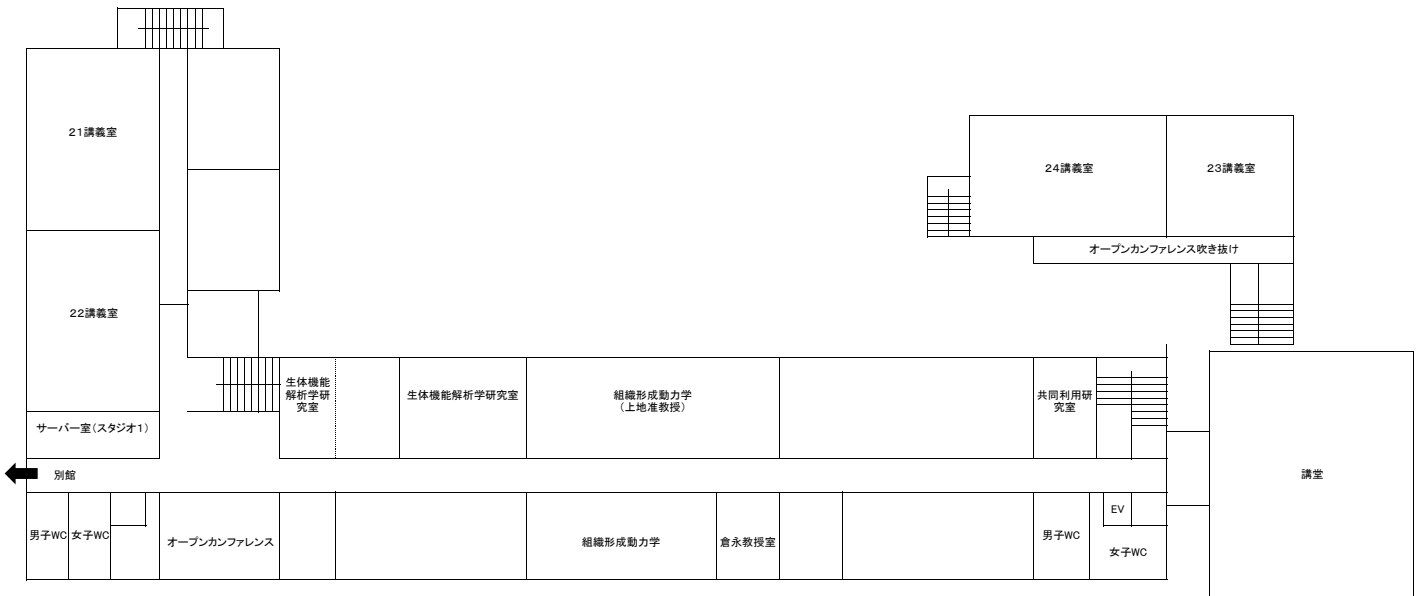 21講義室
24講義室
23講義室
オープンカンファレンス吹き抜け
22講義室
生体機能
解析学研
究室
生体機能解析学研究室
組織形成動力学
（上地准教授）
共同利用研
究室
サーバー室（スタジオ1）
別館
講堂
男子WC
女子WC
オープンカンファレンス
組織形成動力学
倉永教授室
男子WC
EV
女子WC